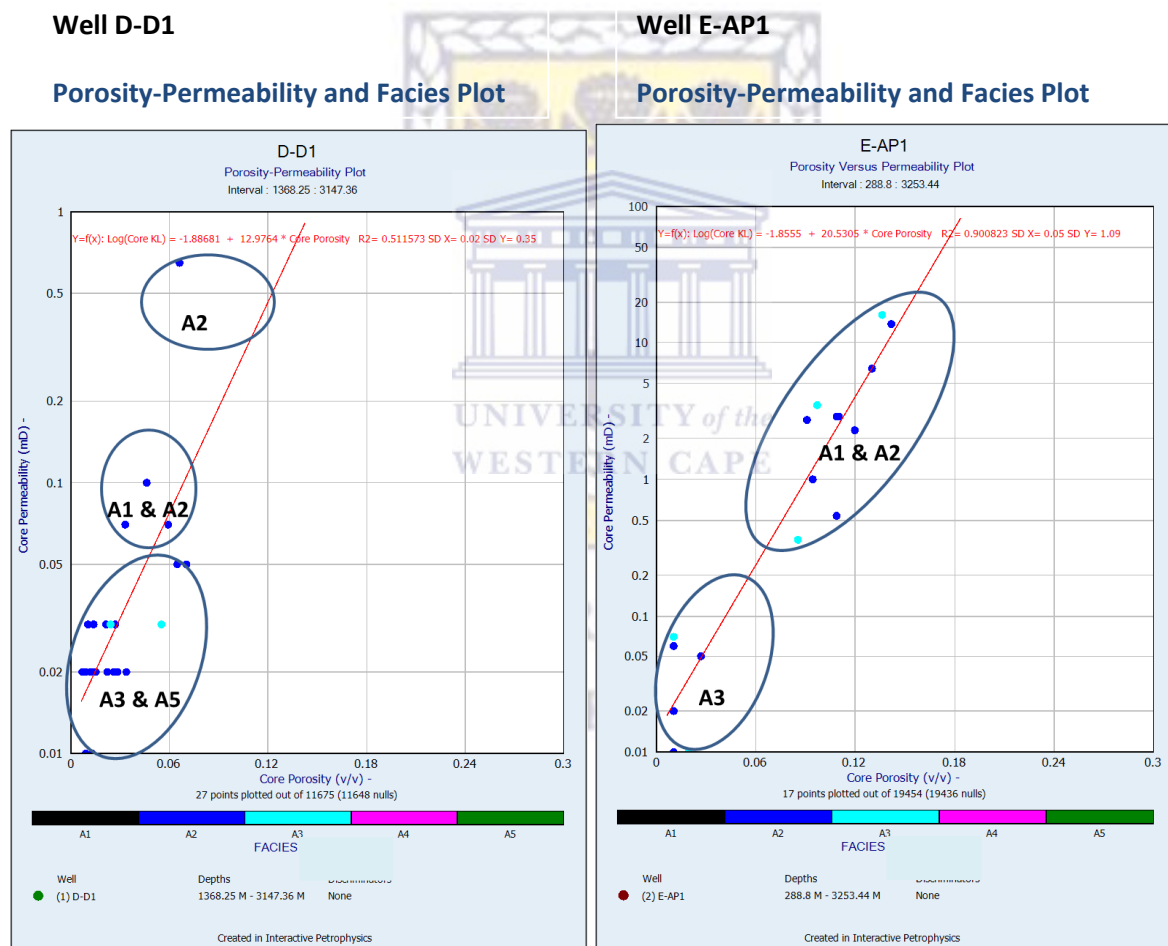 Well D-D1
Porosity-Permeability and Facies Plot
D-D1
Porosity-Permeability Plot
Interval : 1368.25 : 3147.36
Y=f(x): Log(Core KL) = -1.88681 + 12.9764 * Core Porosity R2= 0.511573 SD X= 0.02 SD Y= 0.35
Core Permeability (mD) -
1
0.5
0.2
0.1
0.05
0.02
0.01
A2
A1 & A2
A3 & A5
0 0.06 0.12 0.18 0.24 0.3
Core Porosity (v/v) -
27 points plotted out of 11675 (11648 nulls)
A1 A2 A3 A4 A5
FACIES
Well Depths
(1) D-D1 1368.25 M - 3147.36 M None
Created in Interactive Petrophysics
Well E-AP1
Porosity-Permeability and Facies Plot
E-AP1
Porosity Versus Permeability Plot
Interval : 288.8 : 3253.44
Y=f(x): Log(Core KL) = -1.8555 + 20.5305 * Core Porosity R2= 0.900823 SD X= 0.05 SD Y= 1.09
Core Permeability (mD) -
100
50
20
10
5
2
1
0.5
0.2
0.1
0.05
0.02
0.01
A1 & A2
A3
0 0.06 0.12 0.18 0.24 0.3
Core Porosity (v/v) -
17 points plotted out of 19454 (19436 nulls)
A1 A2 A3 A4 A5
FACIES
Well Depths
(2) E-AP1 288.8 M - 3253.44 M None
Created in Interactive Petrophysics
UNIVERSITY of the
WESTERN CAPE